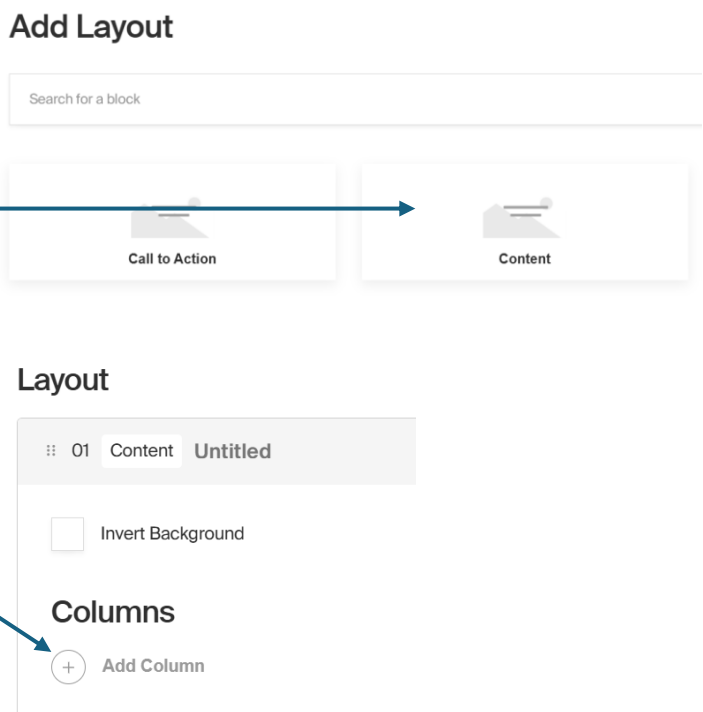 Add Layout
Search for a block
Call to Action
Content
Layout
01 Content Untitled
Invert Background
Columns
Add Column